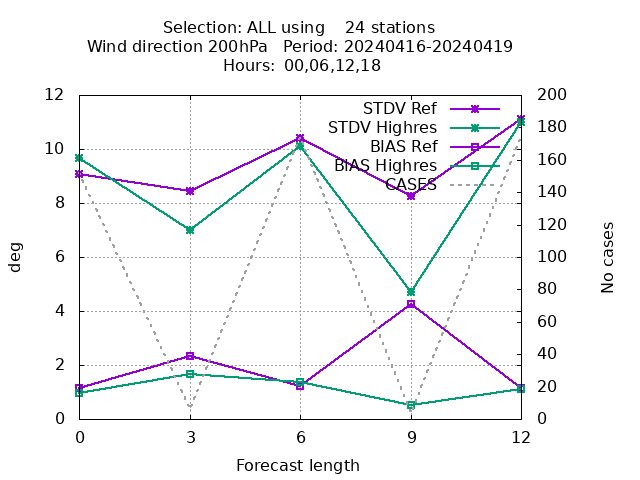 Selection: ALL using    24 stations
Wind direction 200hPa   Period: 20240416-20240419
Hours: 00,06,12,18
STDV Ref
STDV Highres
BIAS Ref
BIAS Highres
CASES
12
10
8
6
4
2
0
deg
200
180
160
140
120
100
80
60
40
20
0
No cases
0 3 6 9 12
Forecast length